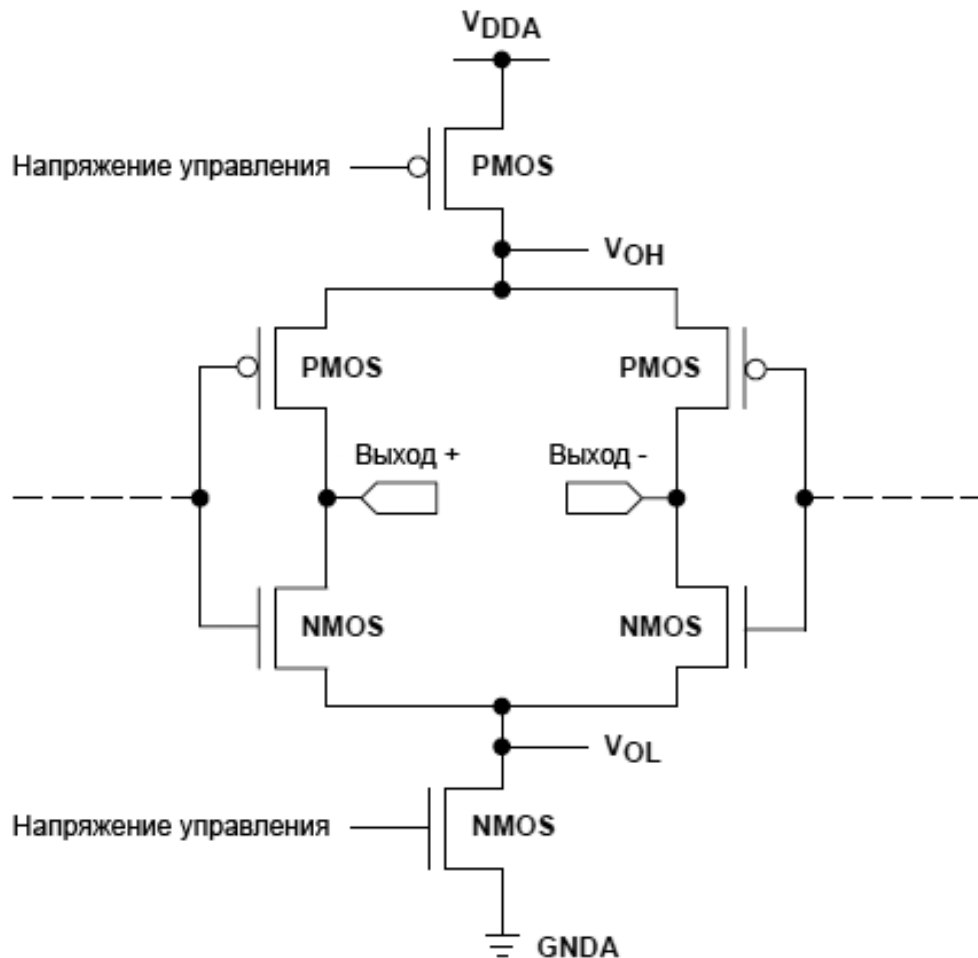 VDDA
Напряжение управления
PMOS
VOH
PMOS
PMOS
Выход +
Выход -
NMOS
NMOS
VOL
Напряжение управления
NMOS
GNDA